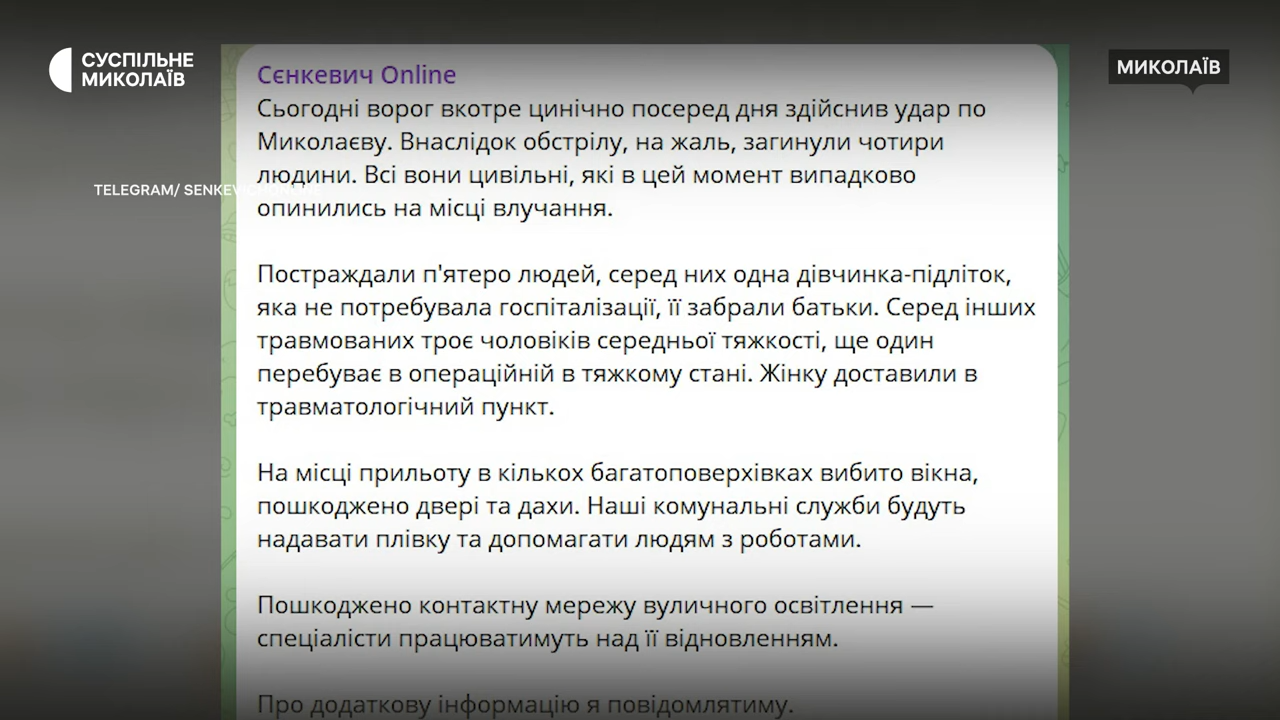 СУСПІЛЬНЕ
МИКОЛАЇВ
МИКОЛАЇВ
TELEGRAM/
Сєнкевич Online
Сьогодні ворог вкотре цинічно посеред дня здійснив удар по
Миколаєву. Внаслідок обстрілу, на жаль, загинули чотири
людини. Всі вони цивільні, які в цей момент випадково
опинились на місці влучання.
Постраждали п'ятеро людей, серед них одна дівчинка-підліток,
яка не потребувала госпіталізації, її забрали батьки. Серед інших
травмованих троє чоловіків середньої тяжкості, ще один
перебуває в операційній в тяжкому стані. Жінку доставили в
травматологічний пункт.
На місці прильоту в кількох багатоповерхівках вибито вікна,
пошкоджено двері та дахи. Наші комунальні служби будуть
надавати плівку та допомагати людям з роботами.
Пошкоджено контактну мережу вуличного освітлення —
спеціалісти працюватимуть над її відновленням.
Про додаткову інформацію я повідомлятиму.